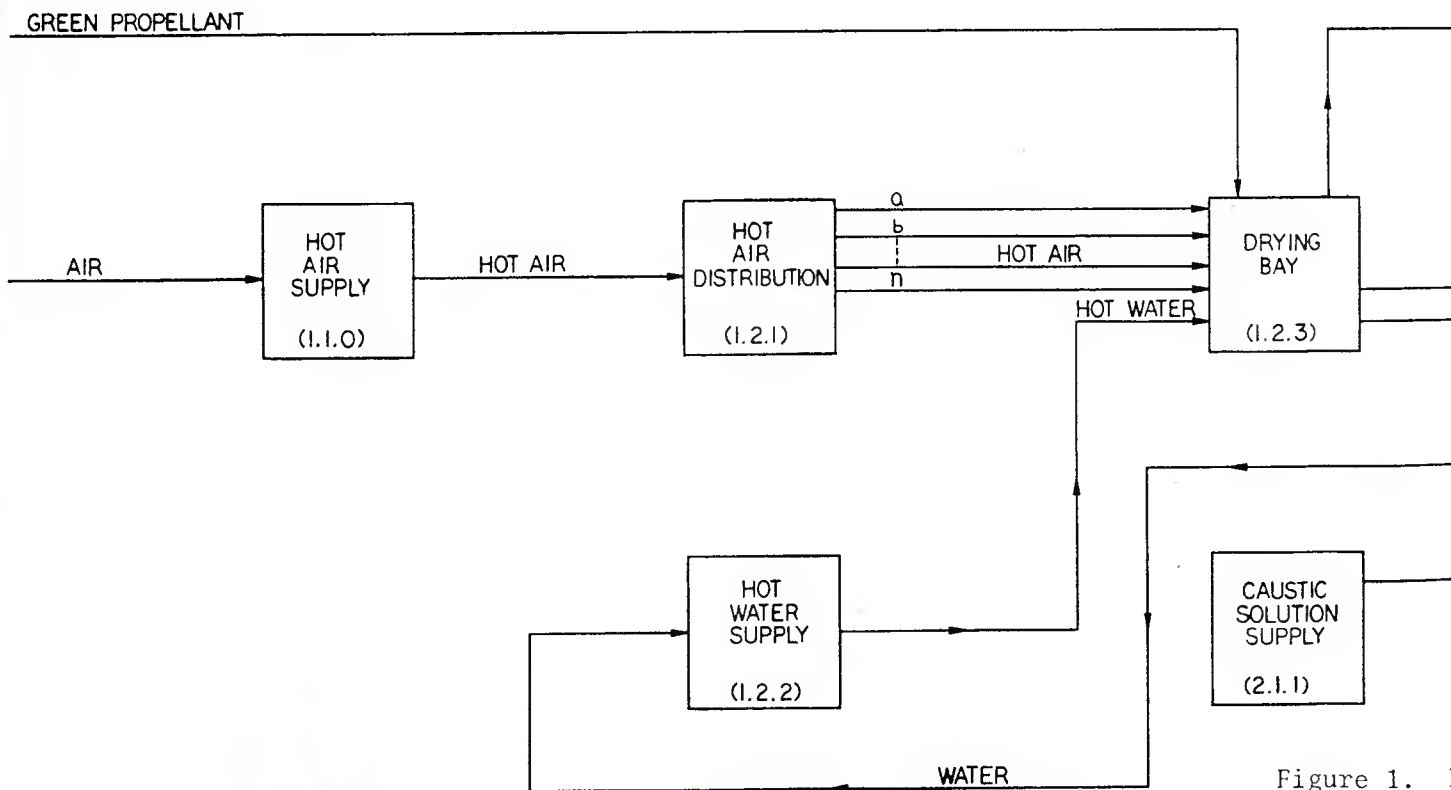 GREEN PROPELLANT
AIR
HOT
AIR
SUPPLY
(1.1.0)
HOT AIR
HOT
AIR
DISTRIBUTION
(1.2.1)
a
b
HOT AIR
n
HOT WATER
DRYING
BAY
(1.2.3)
HOT
WATER
SUPPLY
(1.2.2)
CAUSTIC
SOLUTION
SUPPLY
(2.1.1)
WATER
Figure 1.